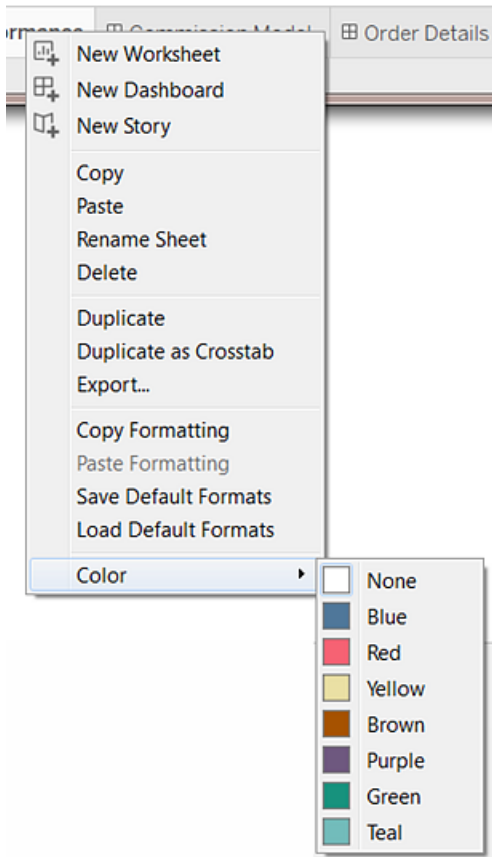 Order Details
New Worksheet
New Dashboard
New Story
Copy
Paste
Rename Sheet
Delete
Duplicate
Duplicate as Crosstab
Export...
Copy Formatting
Paste Formatting
Save Default Formats
Load Default Formats
Color
None
Blue
Red
Yellow
Brown
Purple
Green
Teal